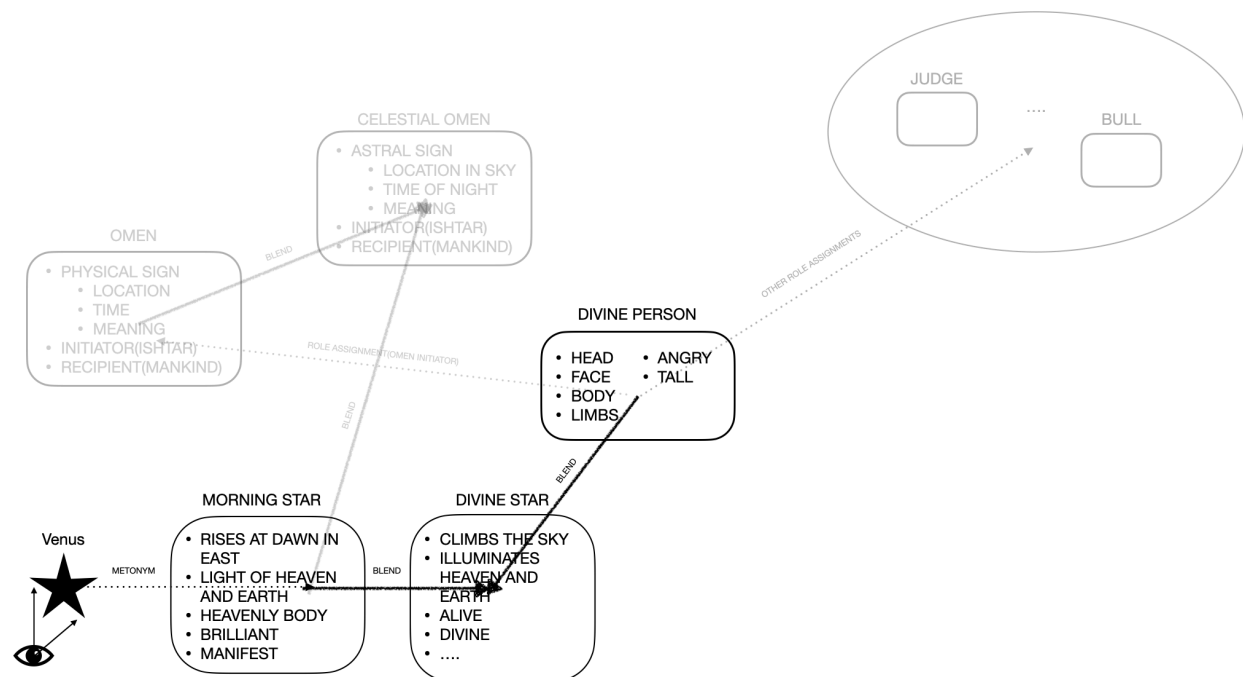 JUDGE
....
BULL
CELESTIAL OMEN
• ASTRAL SIGN
• LOCATION IN SKY
• TIME OF NIGHT
• MEANING
• INITIATOR(ISHTAR)
• RECIPIENT(MANKIND)
OMEN
• PHYSICAL SIGN
• LOCATION
• TIME
• MEANING
• INITIATOR(ISHTAR)
• RECIPIENT(MANKIND)
BLEND
BLEND
ROLE ASSIGNMENT(OMEN INITIATOR)
OTHER ROLE ASSIGNMENTS
DIVINE PERSON
• HEAD
• FACE
• BODY
• LIMBS
• ANGRY
• TALL
BLEND
Venus
METONYM
MORNING STAR
• RISES AT DAWN IN
EAST
• LIGHT OF HEAVEN
AND EARTH
• HEAVENLY BODY
• BRILLIANT
• MANIFEST
BLEND
DIVINE STAR
• CLIMBS THE SKY
• ILLUMINATES
HEAVEN AND
EARTH
• ALIVE
• DIVINE
• ....